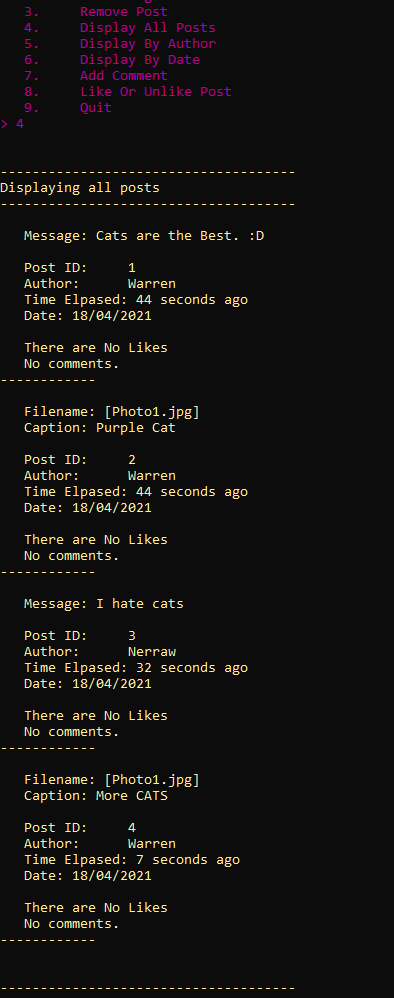 3. Remove Post
4. Display All Posts
5. Display By Author
6. Display By Date
7. Add Comment
8. Like Or Unlike Post
9. Quit
> 4
------------------------------------
Displaying all posts
------------------------------------
Message: Cats are the Best. :D
Post ID: 1
Author: Warren
Time Elpased: 44 seconds ago
Date: 18/04/2021
There are No Likes
No comments.
------------
Filename: [Photo1.jpg]
Caption: Purple Cat
Post ID: 2
Author: Warren
Time Elpased: 44 seconds ago
Date: 18/04/2021
There are No Likes
No comments.
------------
Message: I hate cats
Post ID: 3
Author: Nerraw
Time Elpased: 32 seconds ago
Date: 18/04/2021
There are No Likes
No comments.
------------
Filename: [Photo1.jpg]
Caption: More CATS
Post ID: 4
Author: Warren
Time Elpased: 7 seconds ago
Date: 18/04/2021
There are No Likes
No comments.
------------
------------------------------------